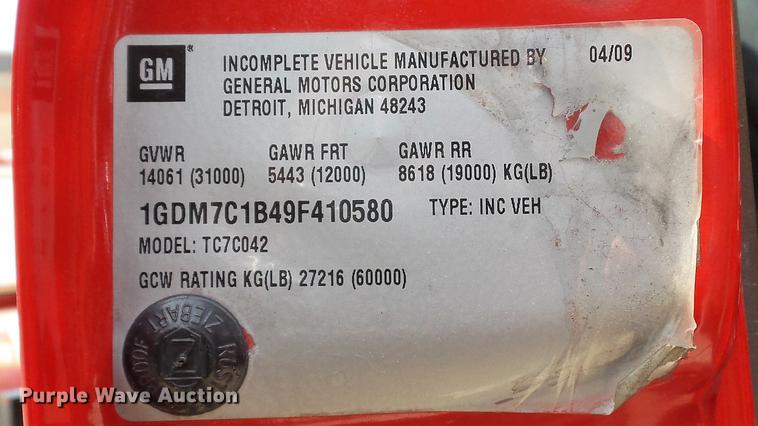 GM®
INCOMPLETE VEHICLE MANUFACTURED BY 04/09
GENERAL MOTORS CORPORATION
DETROIT, MICHIGAN 48243
GVWR GAWR FRT GAWR RR
14061 (31000) 5443 (12000) 8618 (19000) KG(LB)
1GDM7C1B49F410580 TYPE: INC VEH
MODEL: TC7C042
GCW RATING KG(LB) 27216 (60000)
ZIEBART
Z
Purple Wave Auction